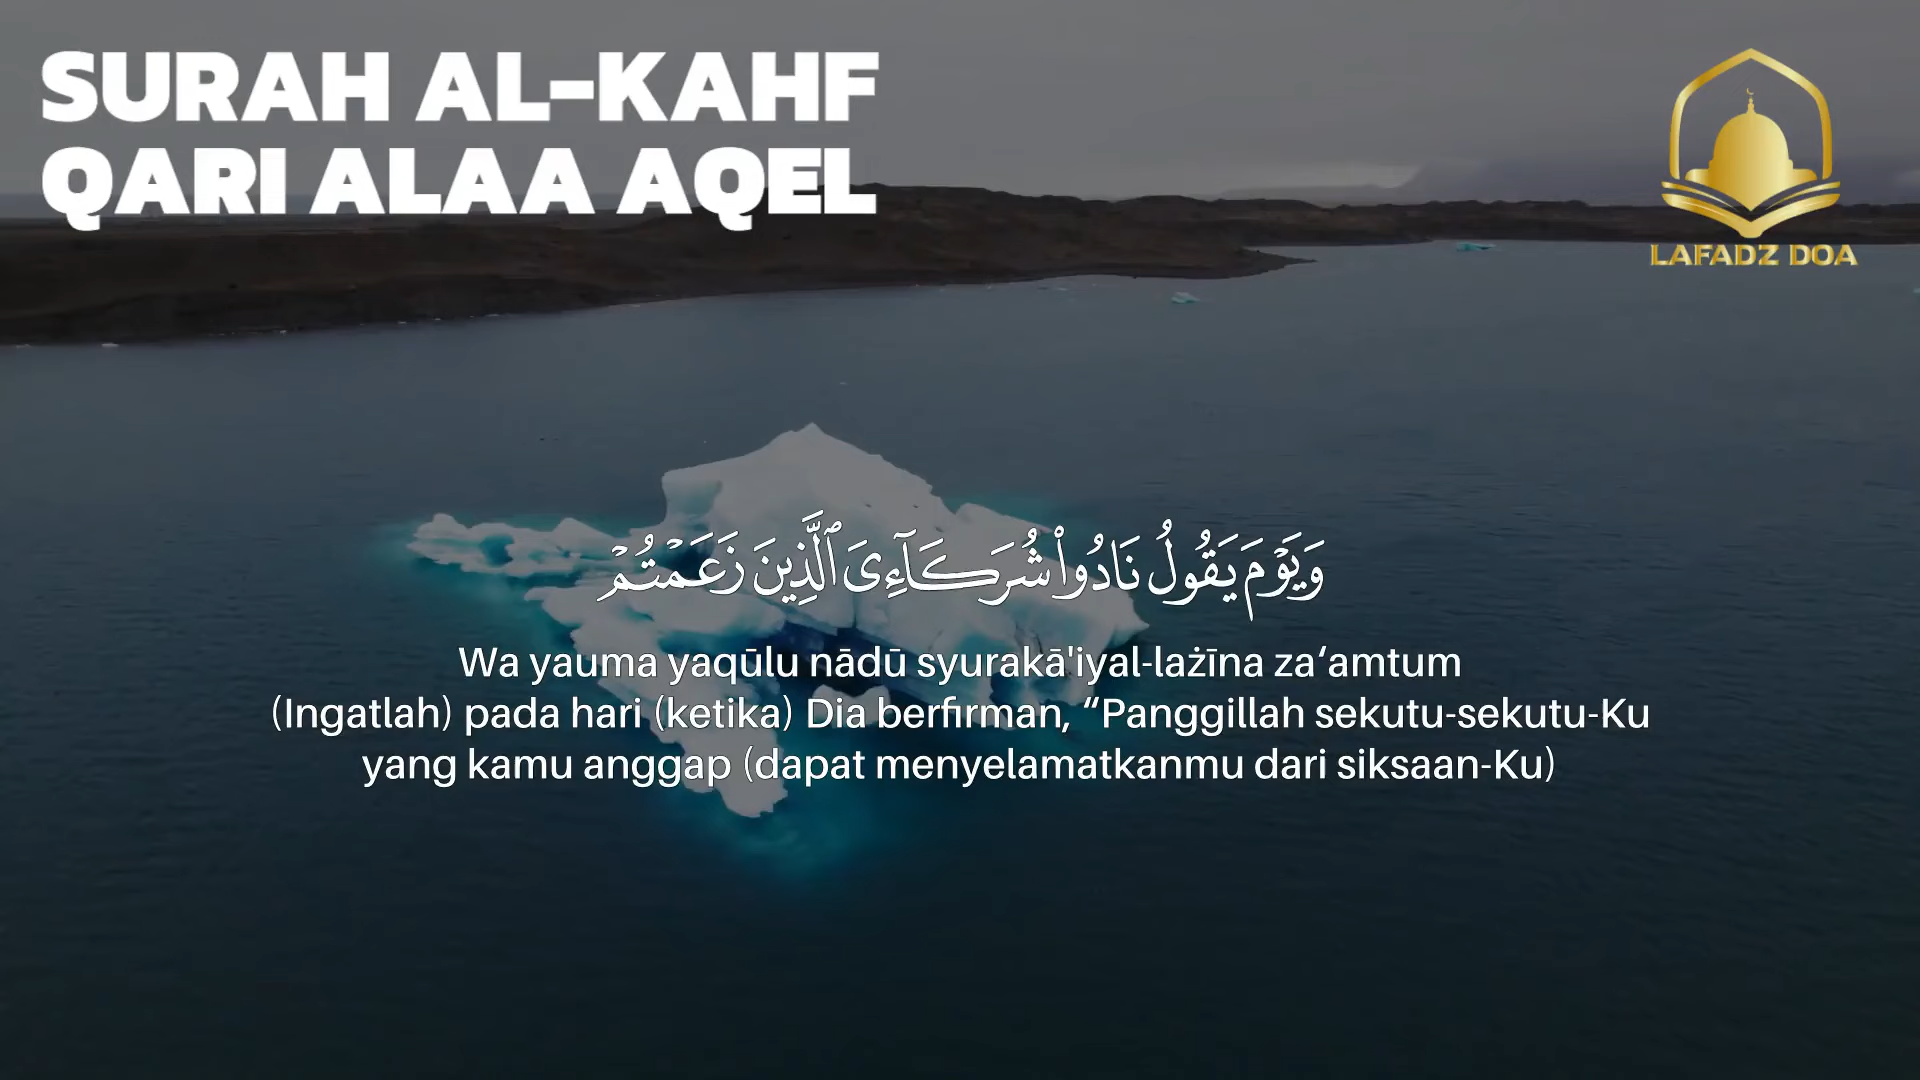 SURAH AL-KAHF
QARI ALAA AQEL
LAFADZ DOA
وَيَوْمَ يَقُولُ نَادُوا۟ شُرَكَآءِىَ ٱلَّذِينَ زَعَمْتُمْ
Wa yauma yaqūlu nādū syurakā'iyal-lażīna za‘amtum
(Ingatlah) pada hari (ketika) Dia berfirman, “Panggillah sekutu-sekutu-Ku
yang kamu anggap (dapat menyelamatkanmu dari siksaan-Ku)